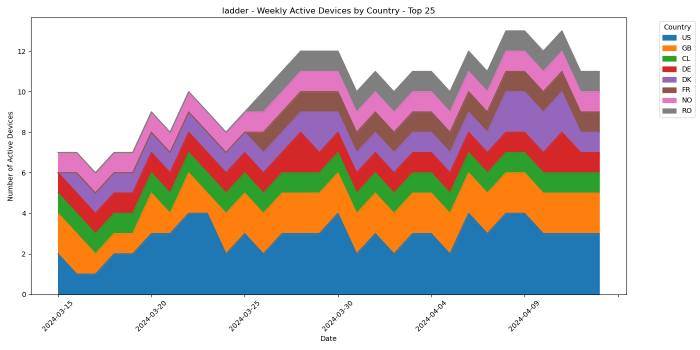 ladder - Weekly Active Devices by Country - Top 25
Number of Active Devices
12
10
8
6
4
2
0
2024-03-15
2024-03-20
2024-03-25
2024-03-30
2024-04-04
2024-04-09
Date
Country
US
GB
CL
DE
DK
FR
NO
RO